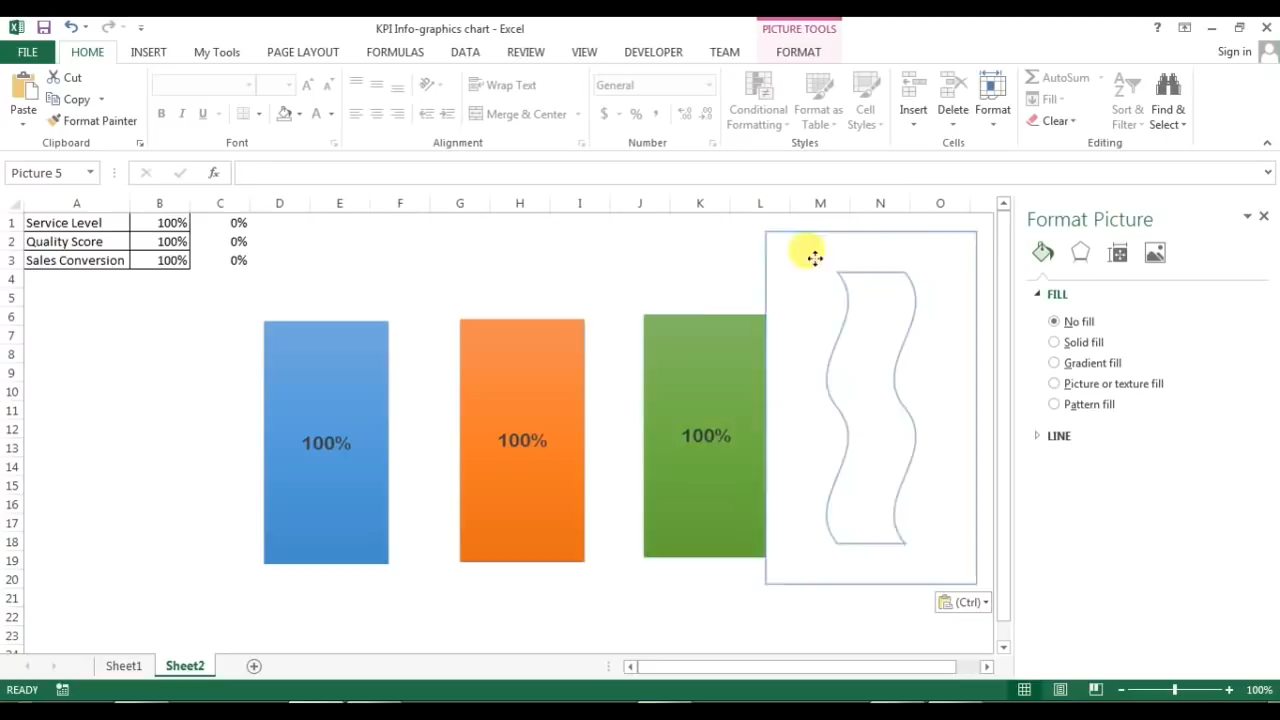 KPI Info-graphics chart - Excel
PICTURE TOOLS
?
Sign in
FILE HOME INSERT My Tools PAGE LAYOUT FORMULAS DATA REVIEW VIEW DEVELOPER TEAM FORMAT
Paste
Cut
Copy
Format Painter
Clipboard
B I U A
Font
Wrap Text
Merge & Center
Alignment
General
$ % ,
Number
Conditional Formatting
Format as Table
Cell Styles
Styles
Insert
Delete
Format
Cells
AutoSum
Fill
Clear
Sort & Filter
Find & Select
Editing
Picture 5
fx
A B C D E F G H I J K L M N O
1 Service Level 100% 0%
2 Quality Score 100% 0%
3 Sales Conversion 100% 0%
4
5
6
7
8
9
10
11
12
13
14
15
16
17
18
19
20
21
22
23
100%
100%
100%
(Ctrl)
Format Picture
FILL
No fill
Solid fill
Gradient fill
Picture or texture fill
Pattern fill
LINE
Sheet1 Sheet2
READY
100%